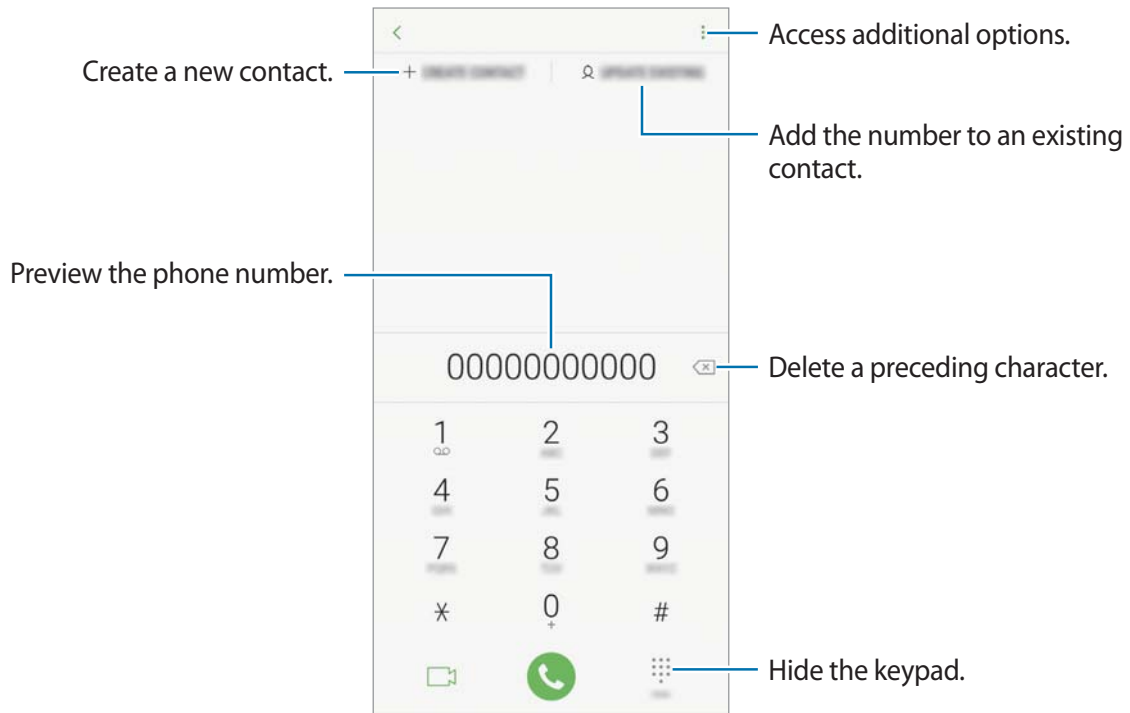 Access additional options.
Create a new contact.
Add the number to an existing
contact.
Preview the phone number.
00000000000
Delete a preceding character.
1 2 3
4 5 6
7 8 9
* 0 #
+
Hide the keypad.